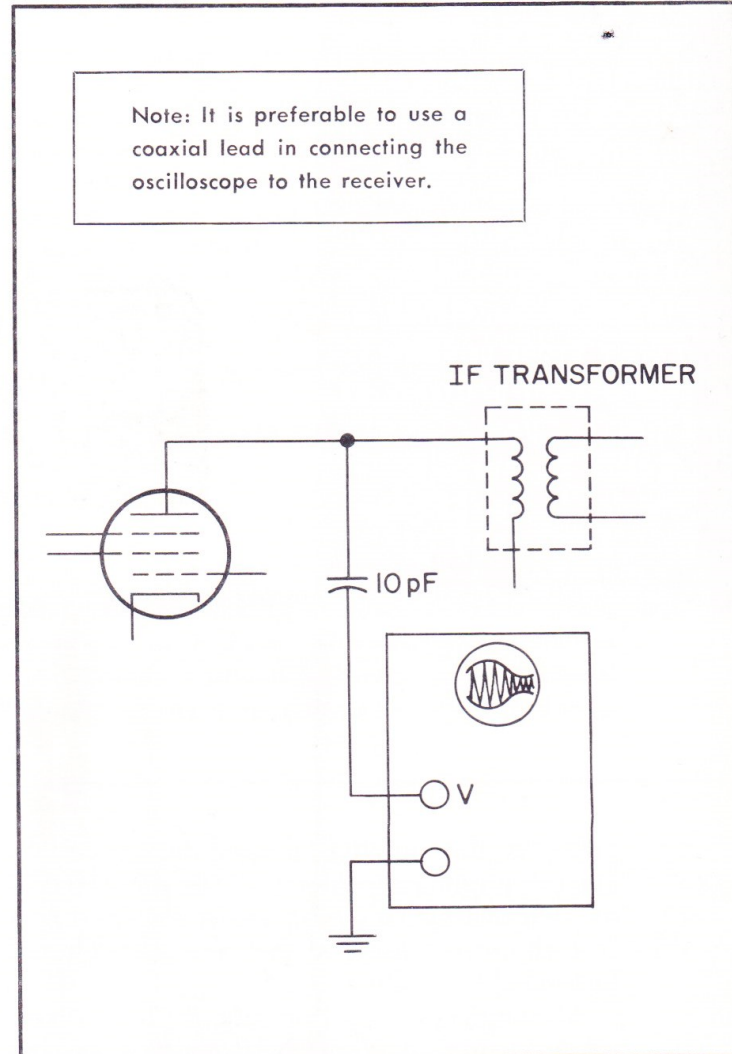 Note: It is preferable to use a
coaxial lead in connecting the
oscilloscope to the receiver.
IF TRANSFORMER
10 pF
V